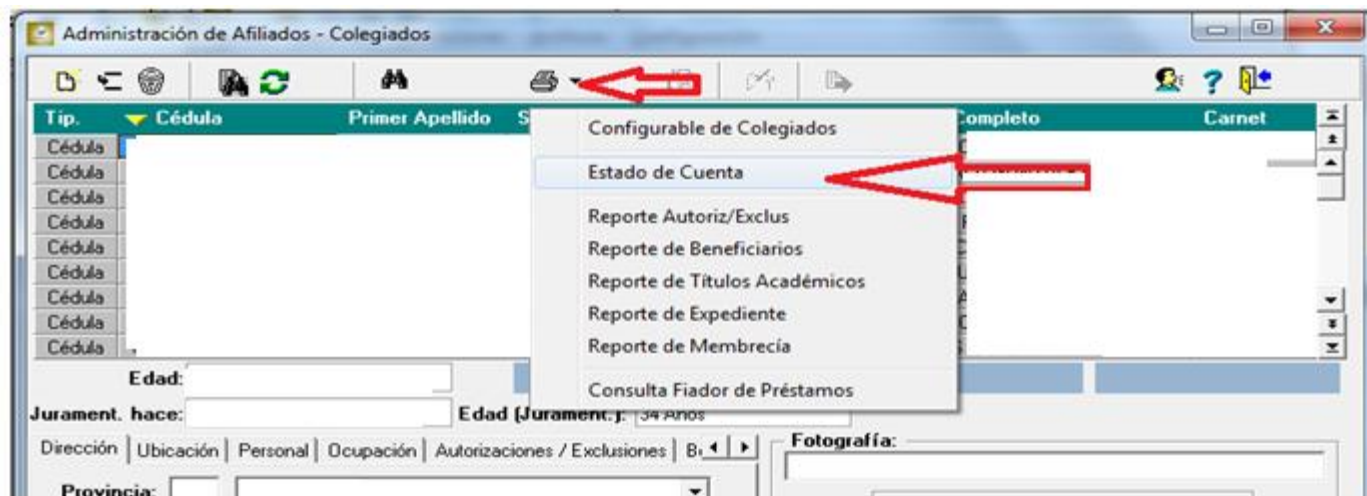 Administración de Afiliados - Colegiados
Tip. Cédula Primer Apellido Completo Carnet
Cédula
Cédula
Cédula
Cédula
Cédula
Cédula
Cédula
Cédula
Cédula
Configurable de Colegiados
Estado de Cuenta
Reporte Autoriz/Exclus
Reporte de Beneficiarios
Reporte de Títulos Académicos
Reporte de Expediente
Reporte de Membrecía
Consulta Fiador de Préstamos
Edad:
Jurament. hace: Edad (Jurament.): 34 Años
Dirección Ubicación Personal Ocupación Autorizaciones / Exclusiones
Fotografía:
Provincia: